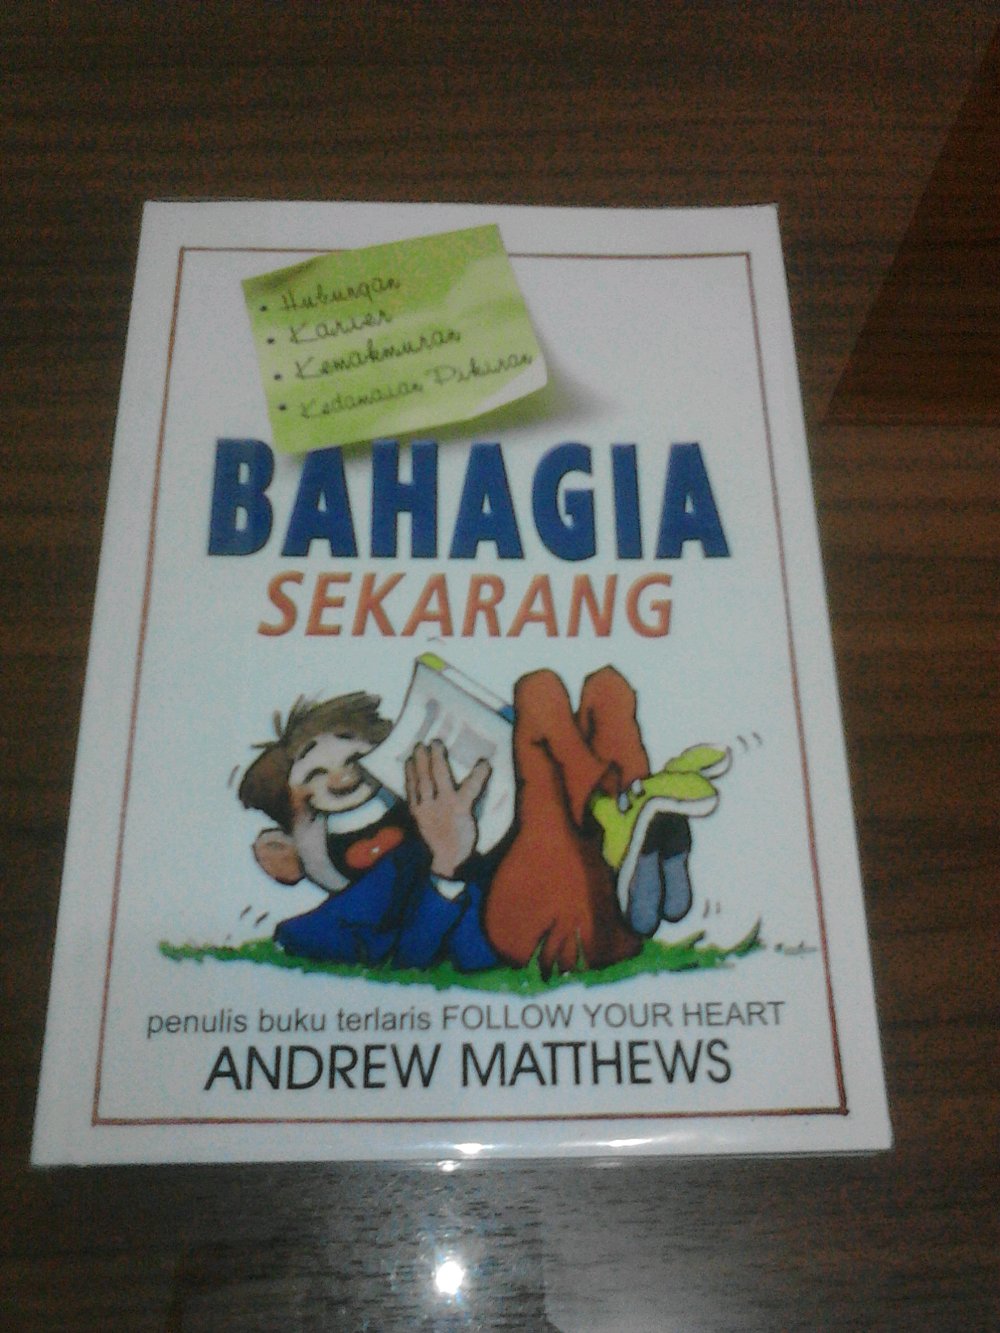 • Hubungan
• Karier
• Kemakmuran
• Kedamaian Pikiran
BAHAGIA
SEKARANG
penulis buku terlaris FOLLOW YOUR HEART
ANDREW MATTHEWS